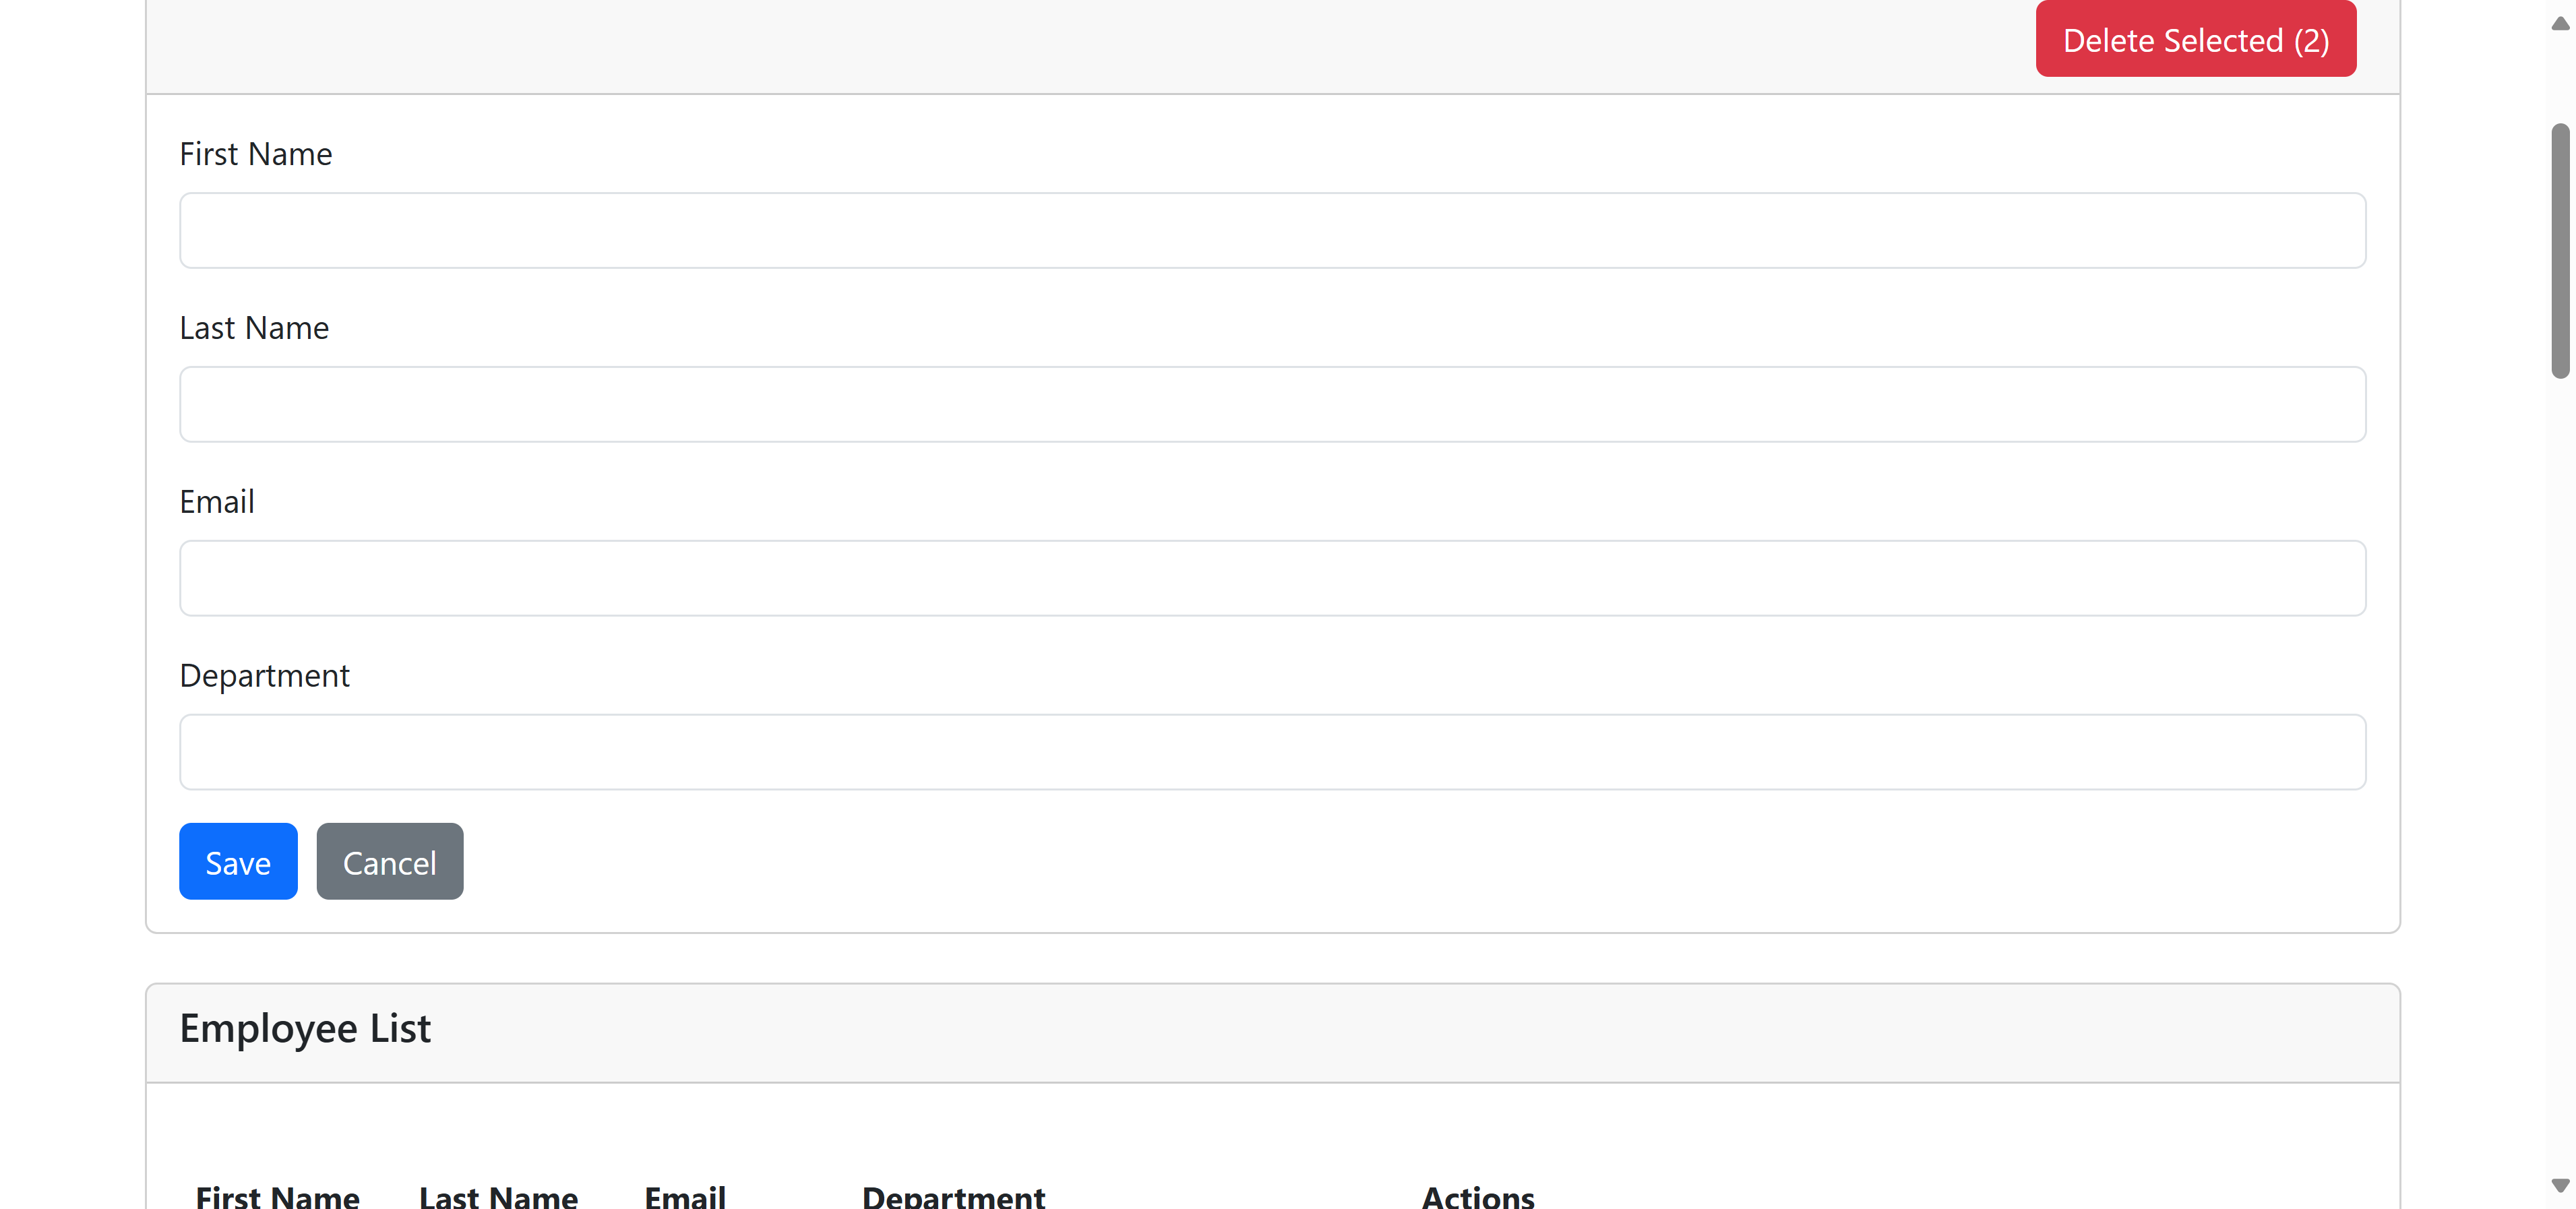 Delete Selected (2)
First Name
Last Name
Email
Department
Save Cancel
Employee List
First Name Last Name Email Department Actions